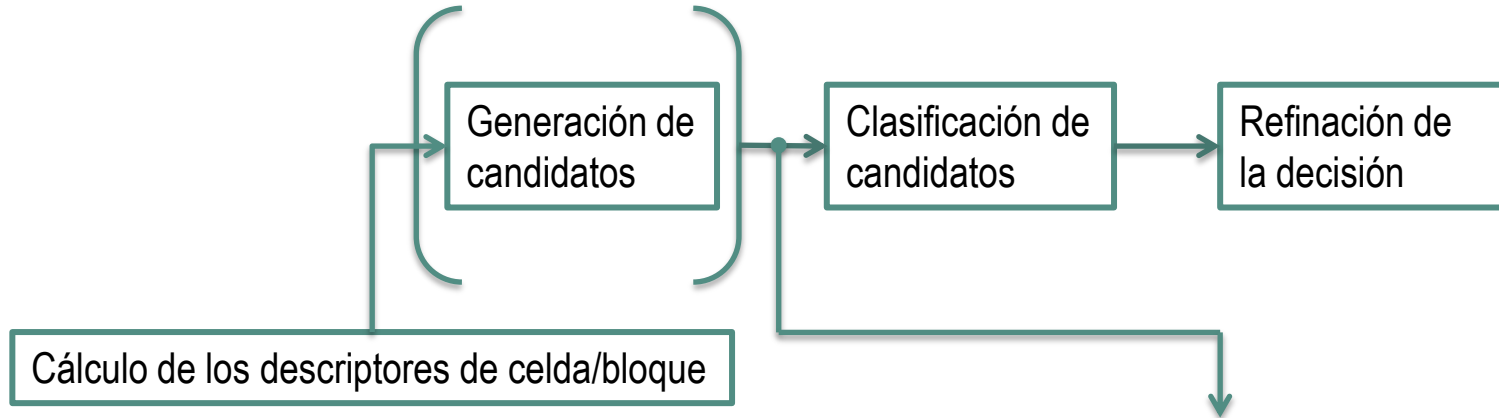 Generación de
candidatos
Clasificación de
candidatos
Refinación de
la decisión
Cálculo de los descriptores de celda/bloque